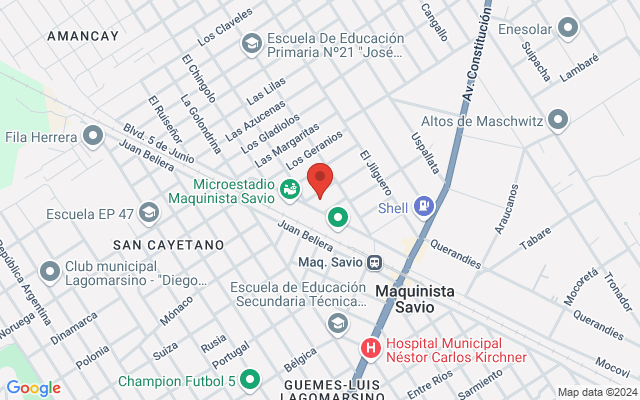 AMANCAY
Los Claveles
Cangallo
Av. Constitución
Enesolar
Suipacha
Lambaré
Escuela De Educación
Primaria Nº21 "José...
El Chingolo
La Golondrina
El Ruiseñor
Las Lilas
Las Azucenas
Los Gladiolos
Las Margaritas
Los Geranios
El Jilguero
Uspallata
Altos de Maschwitz
Fila Herrera
Blvd. 5 de Junio
Juan Beliera
Microestadio
Maquinista Savio
Shell
Araucanos
Tabare
Escuela EP 47
SAN CAYETANO
Juan Beliera
Querandies
Maq. Savio
Mocoretá
Tronador
República Argentina
Club municipal
Lagomarsino - "Diego...
Escuela de Educación
Secundaria Técnica...
Maquinista
Savio
Querandies
Noruega
Dinamarca
Mónaco
Polonia
Suiza
Rusia
Portugal
Bélgica
Hospital Municipal
Néstor Carlos Kirchner
Mocovi
Champion Futbol 5
GUEMES-LUIS
LAGOMARSINO
Entre Ríos
Sarmiento
Google
Map data ©2024